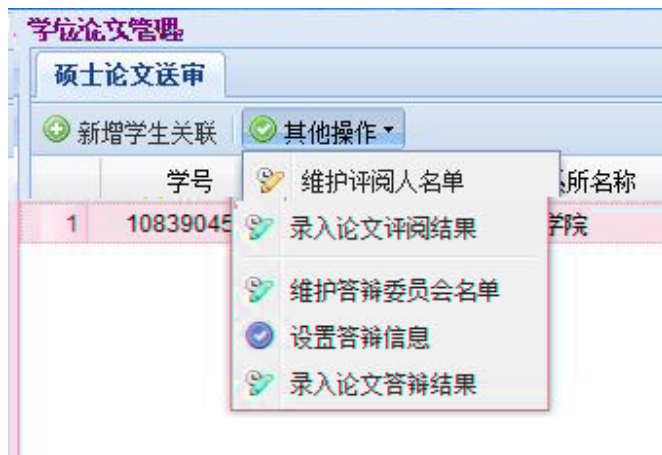 学位论文管理
硕士论文送审
新增学生关联 其他操作
学号 系所名称
1 10839045 学院
维护评阅人名单
录入论文评阅结果
维护答辩委员会名单
设置答辩信息
录入论文答辩结果